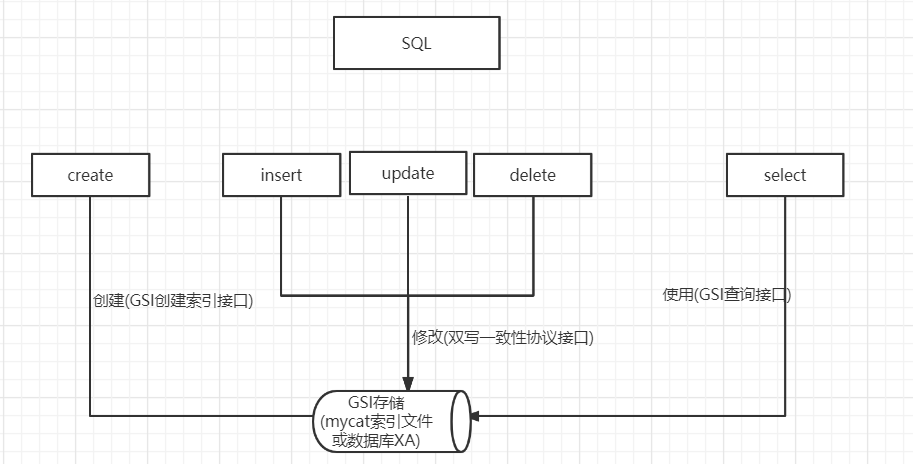 SQL
create
insert
update
delete
select
创建(GSI创建索引接口)
使用(GSI查询接口)
修改(双写一致性协议接口)
GSI存储
(mycat索引文件
或数据库XA)